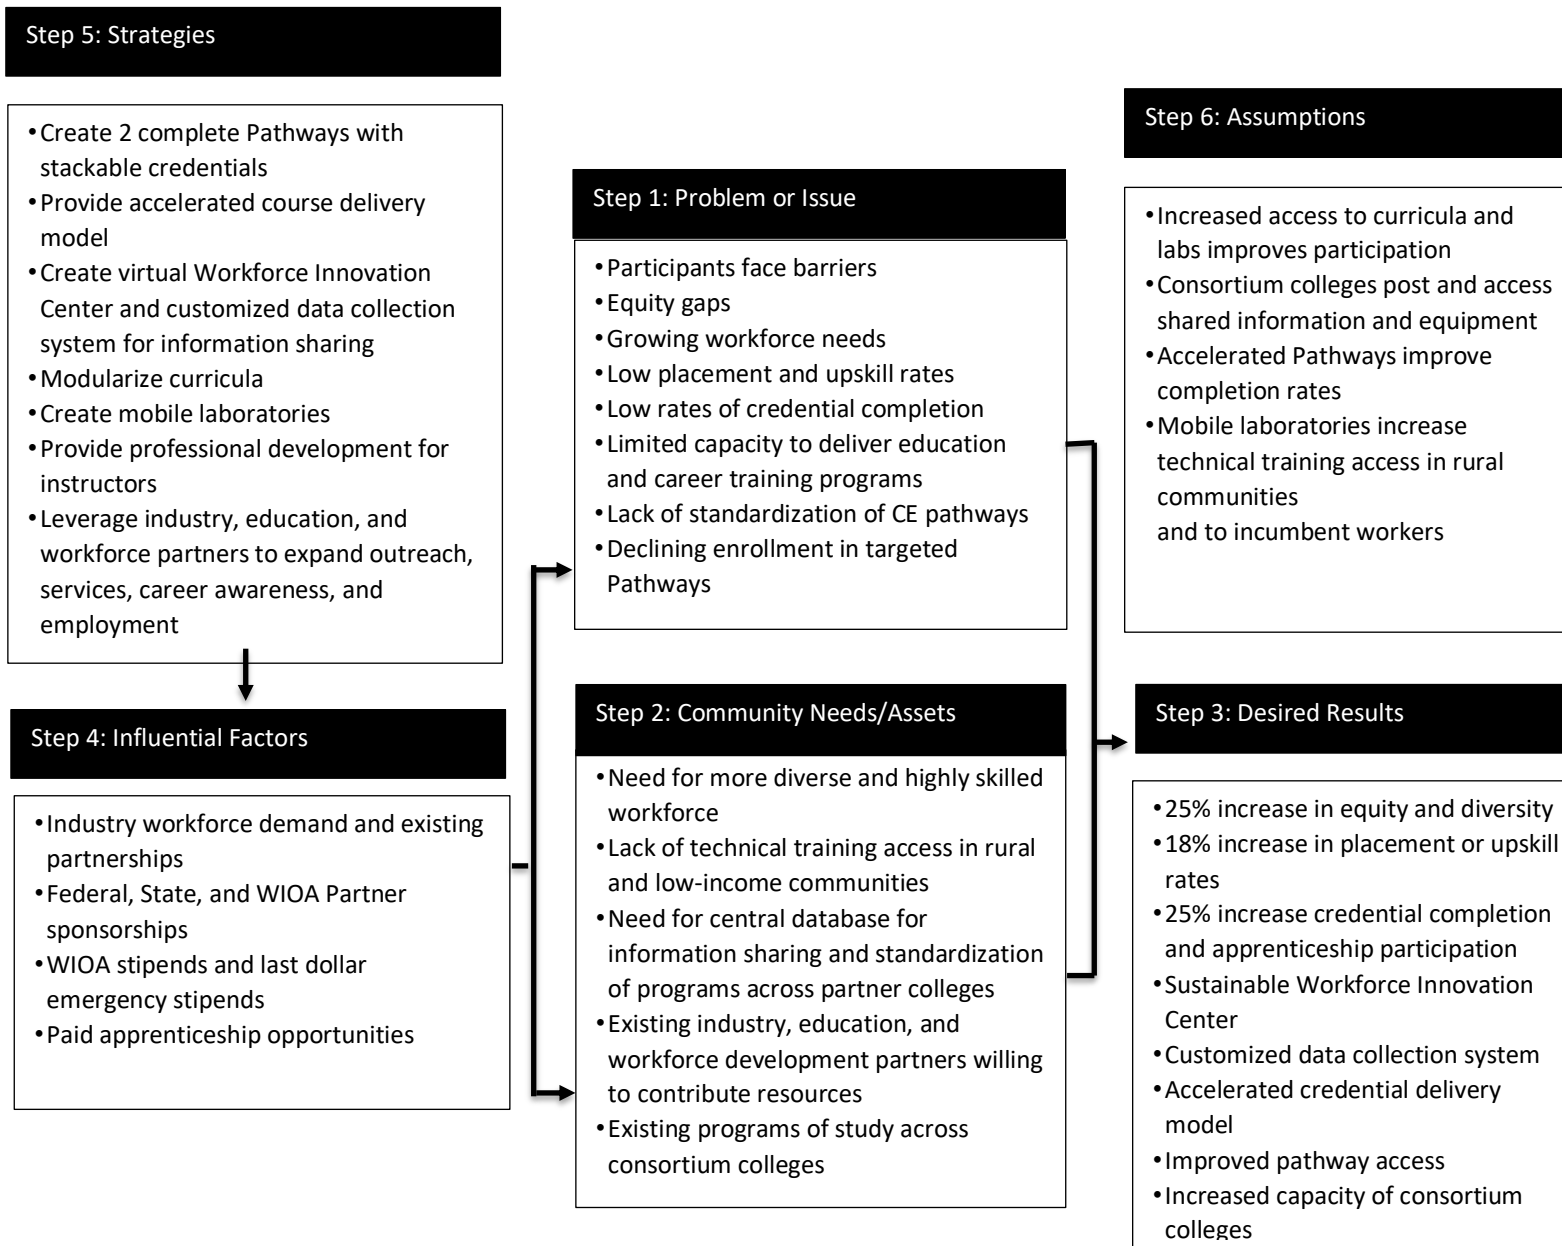 Step 5: Strategies
•Create 2 complete Pathways with
stackable credentials
•Provide accelerated course delivery
model
•Create virtual Workforce Innovation
Center and customized data collection
system for information sharing
•Modularize curricula
•Create mobile laboratories
•Provide professional development for
instructors
•Leverage industry, education, and
workforce partners to expand outreach,
services, career awareness, and
employment
Step 4: Influential Factors
•Industry workforce demand and existing
partnerships
•Federal, State, and WIOA Partner
sponsorships
•WIOA stipends and last dollar
emergency stipends
•Paid apprenticeship opportunities
Step 1: Problem or Issue
•Participants face barriers
•Equity gaps
•Growing workforce needs
•Low placement and upskill rates
•Low rates of credential completion
•Limited capacity to deliver education
and career training programs
•Lack of standardization of CE pathways
•Declining enrollment in targeted
Pathways
Step 2: Community Needs/Assets
•Need for more diverse and highly skilled
workforce
•Lack of technical training access in rural
and low-income communities
•Need for central database for
information sharing and standardization
of programs across partner colleges
•Existing industry, education, and
workforce development partners willing
to contribute resources
•Existing programs of study across
consortium colleges
Step 6: Assumptions
•Increased access to curricula and
labs improves participation
•Consortium colleges post and access
shared information and equipment
•Accelerated Pathways improve
completion rates
•Mobile laboratories increase
technical training access in rural
communities
and to incumbent workers
Step 3: Desired Results
•25% increase in equity and diversity
•18% increase in placement or upskill
rates
•25% increase credential completion
and apprenticeship participation
•Sustainable Workforce Innovation
Center
•Customized data collection system
•Accelerated credential delivery
model
•Improved pathway access
•Increased capacity of consortium
colleges